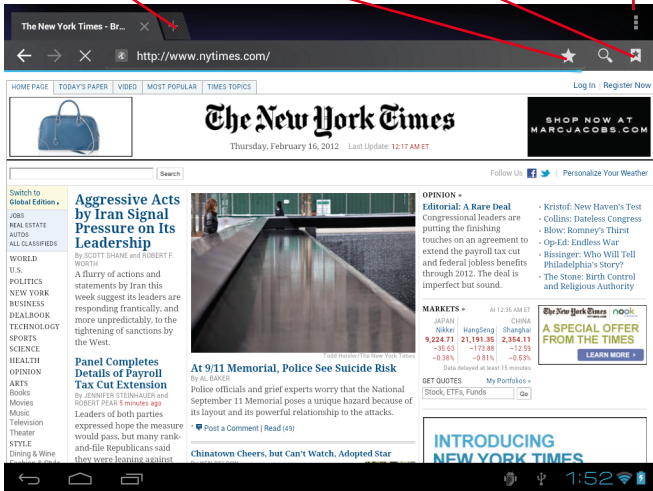 The New York Times - Br...
http://www.nytimes.com/
HOME PAGE
TODAY'S PAPER
VIDEO
MOST POPULAR
TIMES TOPICS
Log In
Register Now
The New York Times
Thursday, February 16, 2012
Last Update: 12:17 AM ET
SHOP NOW AT
MARCJACOBS.COM
Search
Follow Us
Personalize Your Weather
Switch to
Global Edition
JOBS
REAL ESTATE
AUTOS
ALL CLASSIFIEDS
WORLD
U.S.
POLITICS
NEW YORK
BUSINESS
DEALBOOK
TECHNOLOGY
SPORTS
SCIENCE
HEALTH
OPINION
ARTS
Books
Movies
Music
Television
Theater
STYLE
Dining & Wine
Aggressive Acts
by Iran Signal
Pressure on Its
Leadership
By SCOTT SHANE and ROBERT F.
WORTH
A flurry of actions and
statements by Iran this
week suggest its leaders are
responding frantically, and
more unpredictably, to the
tightening of sanctions by
the West.
Panel Completes
Details of Payroll
Tax Cut Extension
By JENNIFER STEINHAUER and
ROBERT PEAR 5 minutes ago
Leaders of both parties
expressed hope the measure
would pass, but many rank-
and-file Republicans said
they were leaning against
Todd Heisler/The New York Times
At 9/11 Memorial, Police See Suicide Risk
By AL BAKER
Police officials and grief experts worry that the National
September 11 Memorial poses a unique hazard because of
its layout and its powerful relationship to the attacks.
Post a Comment | Read (49)
Chinatown Cheers, but Can't Watch, Adopted Star
OPINION »
Editorial: A Rare Deal
Congressional leaders are
putting the finishing
touches on an agreement to
extend the payroll tax cut
and federal jobless benefits
through 2012. The deal is
imperfect but sound.
· Kristof: New Haven's Test
· Collins: Dateless Congress
· Blow: Romney's Thirst
· Op-Ed: Endless War
· Bissinger: Who Will Tell
Philadelphia's Story?
· The Stone: Birth Control
and Religious Authority
MARKETS »
At 12:35 AM ET
JAPAN
CHINA
Nikkei
HangSeng
Shanghai
9,224.71
21,191.35
2,354.11
−35.63
−173.88
−12.59
−0.38%
−0.81%
−0.53%
Data delayed at least 15 minutes
GET QUOTES
My Portfolios »
Stock, ETFs, Funds
Go
The New York Times
nook
A SPECIAL OFFER
FROM THE TIMES
LEARN MORE
INTRODUCING
NEW YORK TIMES
1:52